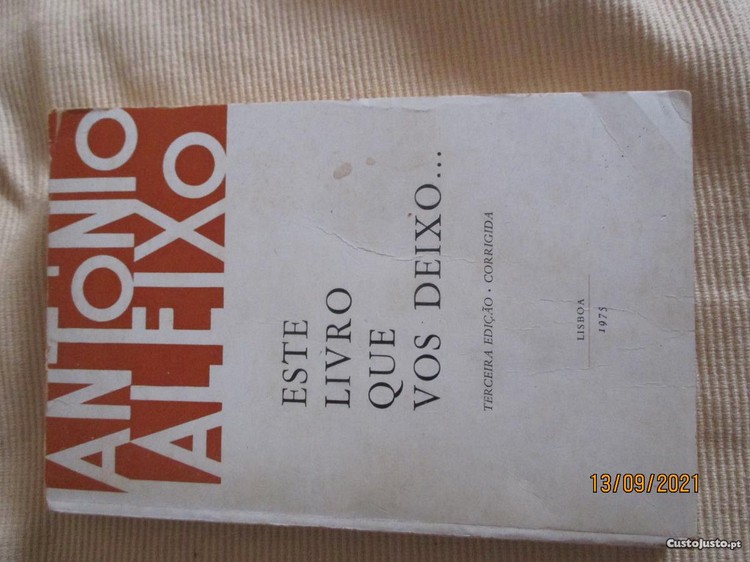 ANTÓNIO
ALEIXO
ESTE
LIVRO
QUE
VOS DEIXO...
TERCEIRA EDIÇÃO · CORRIGIDA
LISBOA
1975
13/09/2021
CustoJusto.pt